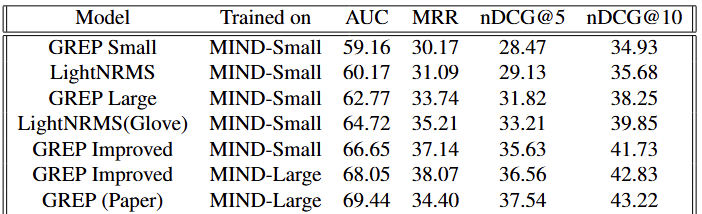 Model Trained on AUC MRR nDCG@5 nDCG@10
GREP Small MIND-Small 59.16 30.17 28.47 34.93
LightNRMS MIND-Small 60.17 31.09 29.13 35.68
GREP Large MIND-Small 62.77 33.74 31.82 38.25
LightNRMS(Glove) MIND-Small 64.72 35.21 33.21 39.85
GREP Improved MIND-Small 66.65 37.14 35.63 41.73
GREP Improved MIND-Large 68.05 38.07 36.56 42.83
GREP (Paper) MIND-Large 69.44 34.40 37.54 43.22